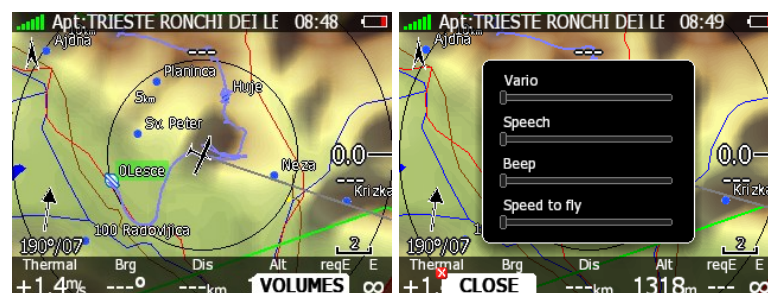 Apt:TRIESTE RONCHI DEI LE 08:48
Ajdna
---
Planinca
5km
Huje
Sv. Peter
0Lesce
Neza
0.0
---
Krizka
100 Radovljica
190°/07
2
Thermal Brg Dis Alt reqE E
+1.4m/s ---° ---km 1 VOLUMES ∞
Apt:TRIESTE RONCHI DEI LE 08:49
Ajdna
---
Vario
Speech
Beep
Speed to fly
0.0
---
Krizka
190°/07
2
Thermal Brg Dis Alt reqE E
+1. CLOSE ---km 1318m ---- ∞